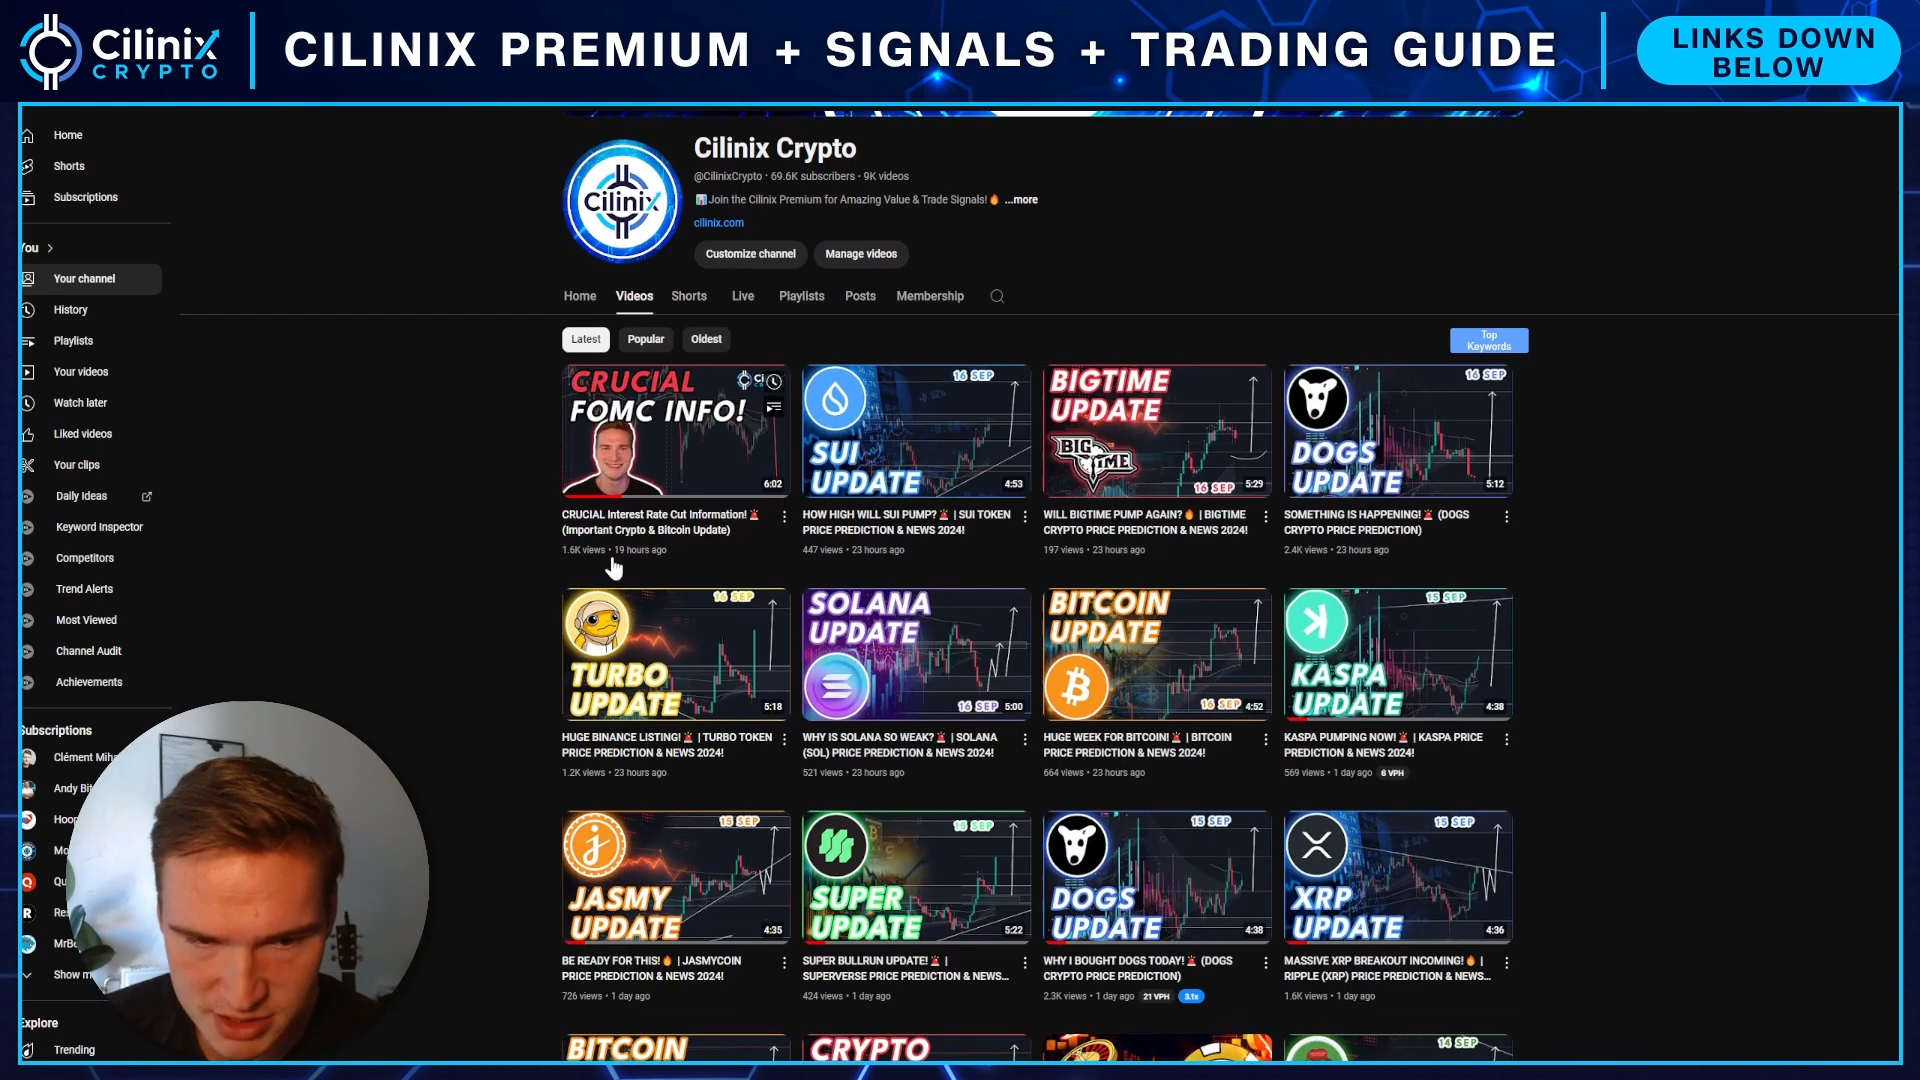 Cilinix
CRYPTO
CILINIX PREMIUM + SIGNALS + TRADING GUIDE
LINKS DOWN
BELOW
Home
Shorts
Subscriptions
You
Your channel
History
Playlists
Your videos
Watch later
Liked videos
Your clips
Daily Ideas
Keyword Inspector
Competitors
Trend Alerts
Most Viewed
Channel Audit
Achievements
Subscriptions
Clément Mih
Andy Bit
Hoop
Mo
Qu
Re
MrBe
Show m
Explore
Trending
Cilinix
Cilinix Crypto
@CilinixCrypto · 69.6K subscribers · 9K videos
📊Join the Cilinix Premium for Amazing Value & Trade Signals!🔥 ...more
cilinix.com
Customize channel
Manage videos
Home
Videos
Shorts
Live
Playlists
Posts
Membership
Latest
Popular
Oldest
Top
Keywords
CRUCIAL
FOMC INFO!
6:02
CRUCIAL Interest Rate Cut Information!🚨
(Important Crypto & Bitcoin Update)
1.6K views · 19 hours ago
16 SEP
SUI
UPDATE
4:53
HOW HIGH WILL SUI PUMP?🚨 | SUI TOKEN
PRICE PREDICTION & NEWS 2024!
447 views · 23 hours ago
BIGTIME
UPDATE
BIG
TIME
16 SEP
5:29
WILL BIGTIME PUMP AGAIN?🔥 | BIGTIME
CRYPTO PRICE PREDICTION & NEWS 2024!
197 views · 23 hours ago
16 SEP
DOGS
UPDATE
5:12
SOMETHING IS HAPPENING!🚨 (DOGS
CRYPTO PRICE PREDICTION)
2.4K views · 23 hours ago
16 SEP
TURBO
UPDATE
5:18
HUGE BINANCE LISTING!🚨 | TURBO TOKEN
PRICE PREDICTION & NEWS 2024!
1.2K views · 23 hours ago
SOLANA
UPDATE
16 SEP
5:00
WHY IS SOLANA SO WEAK?🚨 | SOLANA
(SOL) PRICE PREDICTION & NEWS 2024!
521 views · 23 hours ago
BITCOIN
UPDATE
16 SEP
4:52
HUGE WEEK FOR BITCOIN!🚨 | BITCOIN
PRICE PREDICTION & NEWS 2024!
664 views · 23 hours ago
15 SEP
KASPA
UPDATE
4:38
KASPA PUMPING NOW!🚨 | KASPA PRICE
PREDICTION & NEWS 2024!
569 views · 1 day ago 6 VPH
15 SEP
JASMY
UPDATE
4:35
BE READY FOR THIS!🔥 | JASMYCOIN
PRICE PREDICTION & NEWS 2024!
726 views · 1 day ago
15 SEP
SUPER
UPDATE
5:22
SUPER BULLRUN UPDATE!🚨 |
SUPERVERSE PRICE PREDICTION & NEWS...
424 views · 1 day ago
15 SEP
DOGS
UPDATE
4:38
WHY I BOUGHT DOGS TODAY!🚨 (DOGS
CRYPTO PRICE PREDICTION)
2.3K views · 1 day ago 21 VPH 3.1x
15 SEP
XRP
UPDATE
4:36
MASSIVE XRP BREAKOUT INCOMING!🔥 |
RIPPLE (XRP) PRICE PREDICTION & NEWS...
1.6K views · 1 day ago
BITCOIN
CRYPTO
14 SEP